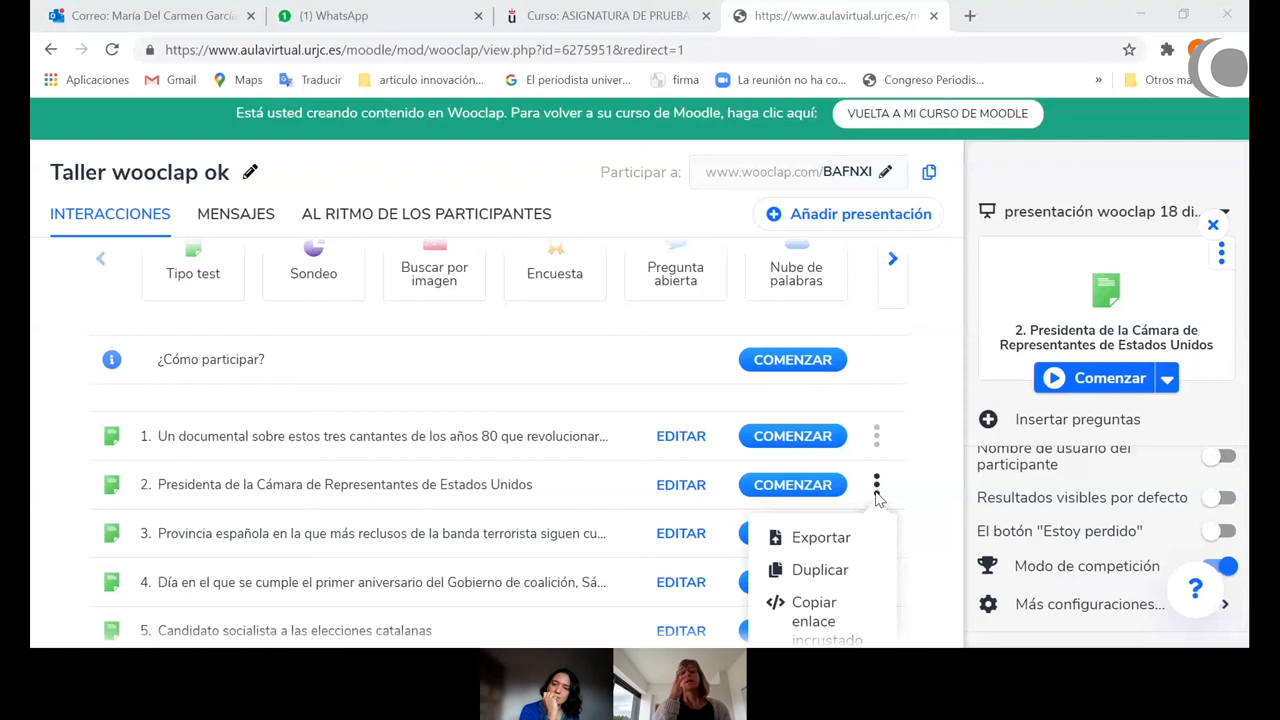 Correo: María Del Carmen García
(1) WhatsApp
Curso: ASIGNATURA DE PRUEBA
https://www.aulavirtual.urjc.es/m
https://www.aulavirtual.urjc.es/moodle/mod/wooclap/view.php?id=6275951&redirect=1
Aplicaciones
Gmail
Maps
Traducir
articulo innovación...
El periodista univer...
firma
La reunión no ha co...
Congreso Periodis...
»
Otros
Está usted creando contenido en Wooclap. Para volver a su curso de Moodle, haga clic aquí:
VUELTA A MI CURSO DE MOODLE
Taller wooclap ok
Participar a:
www.wooclap.com/BAFNXI
INTERACCIONES
MENSAJES
AL RITMO DE LOS PARTICIPANTES
Añadir presentación
Tipo test
Sondeo
Buscar por
imagen
Encuesta
Pregunta
abierta
Nube de
palabras
¿Cómo participar?
COMENZAR
1. Un documental sobre estos tres cantantes de los años 80 que revolucionar...
EDITAR
COMENZAR
2. Presidenta de la Cámara de Representantes de Estados Unidos
EDITAR
COMENZAR
3. Provincia española en la que más reclusos de la banda terrorista siguen cu...
EDITAR
4. Día en el que se cumple el primer aniversario del Gobierno de coalición, Sá...
EDITAR
5. Candidato socialista a las elecciones catalanas
EDITAR
Exportar
Duplicar
Copiar
enlace
incrustado
presentación wooclap 18 di...
2. Presidenta de la Cámara de
Representantes de Estados Unidos
Comenzar
Insertar preguntas
Nombre de usuario del
participante
Resultados visibles por defecto
El botón "Estoy perdido"
Modo de competición
Más configuraciones...
?